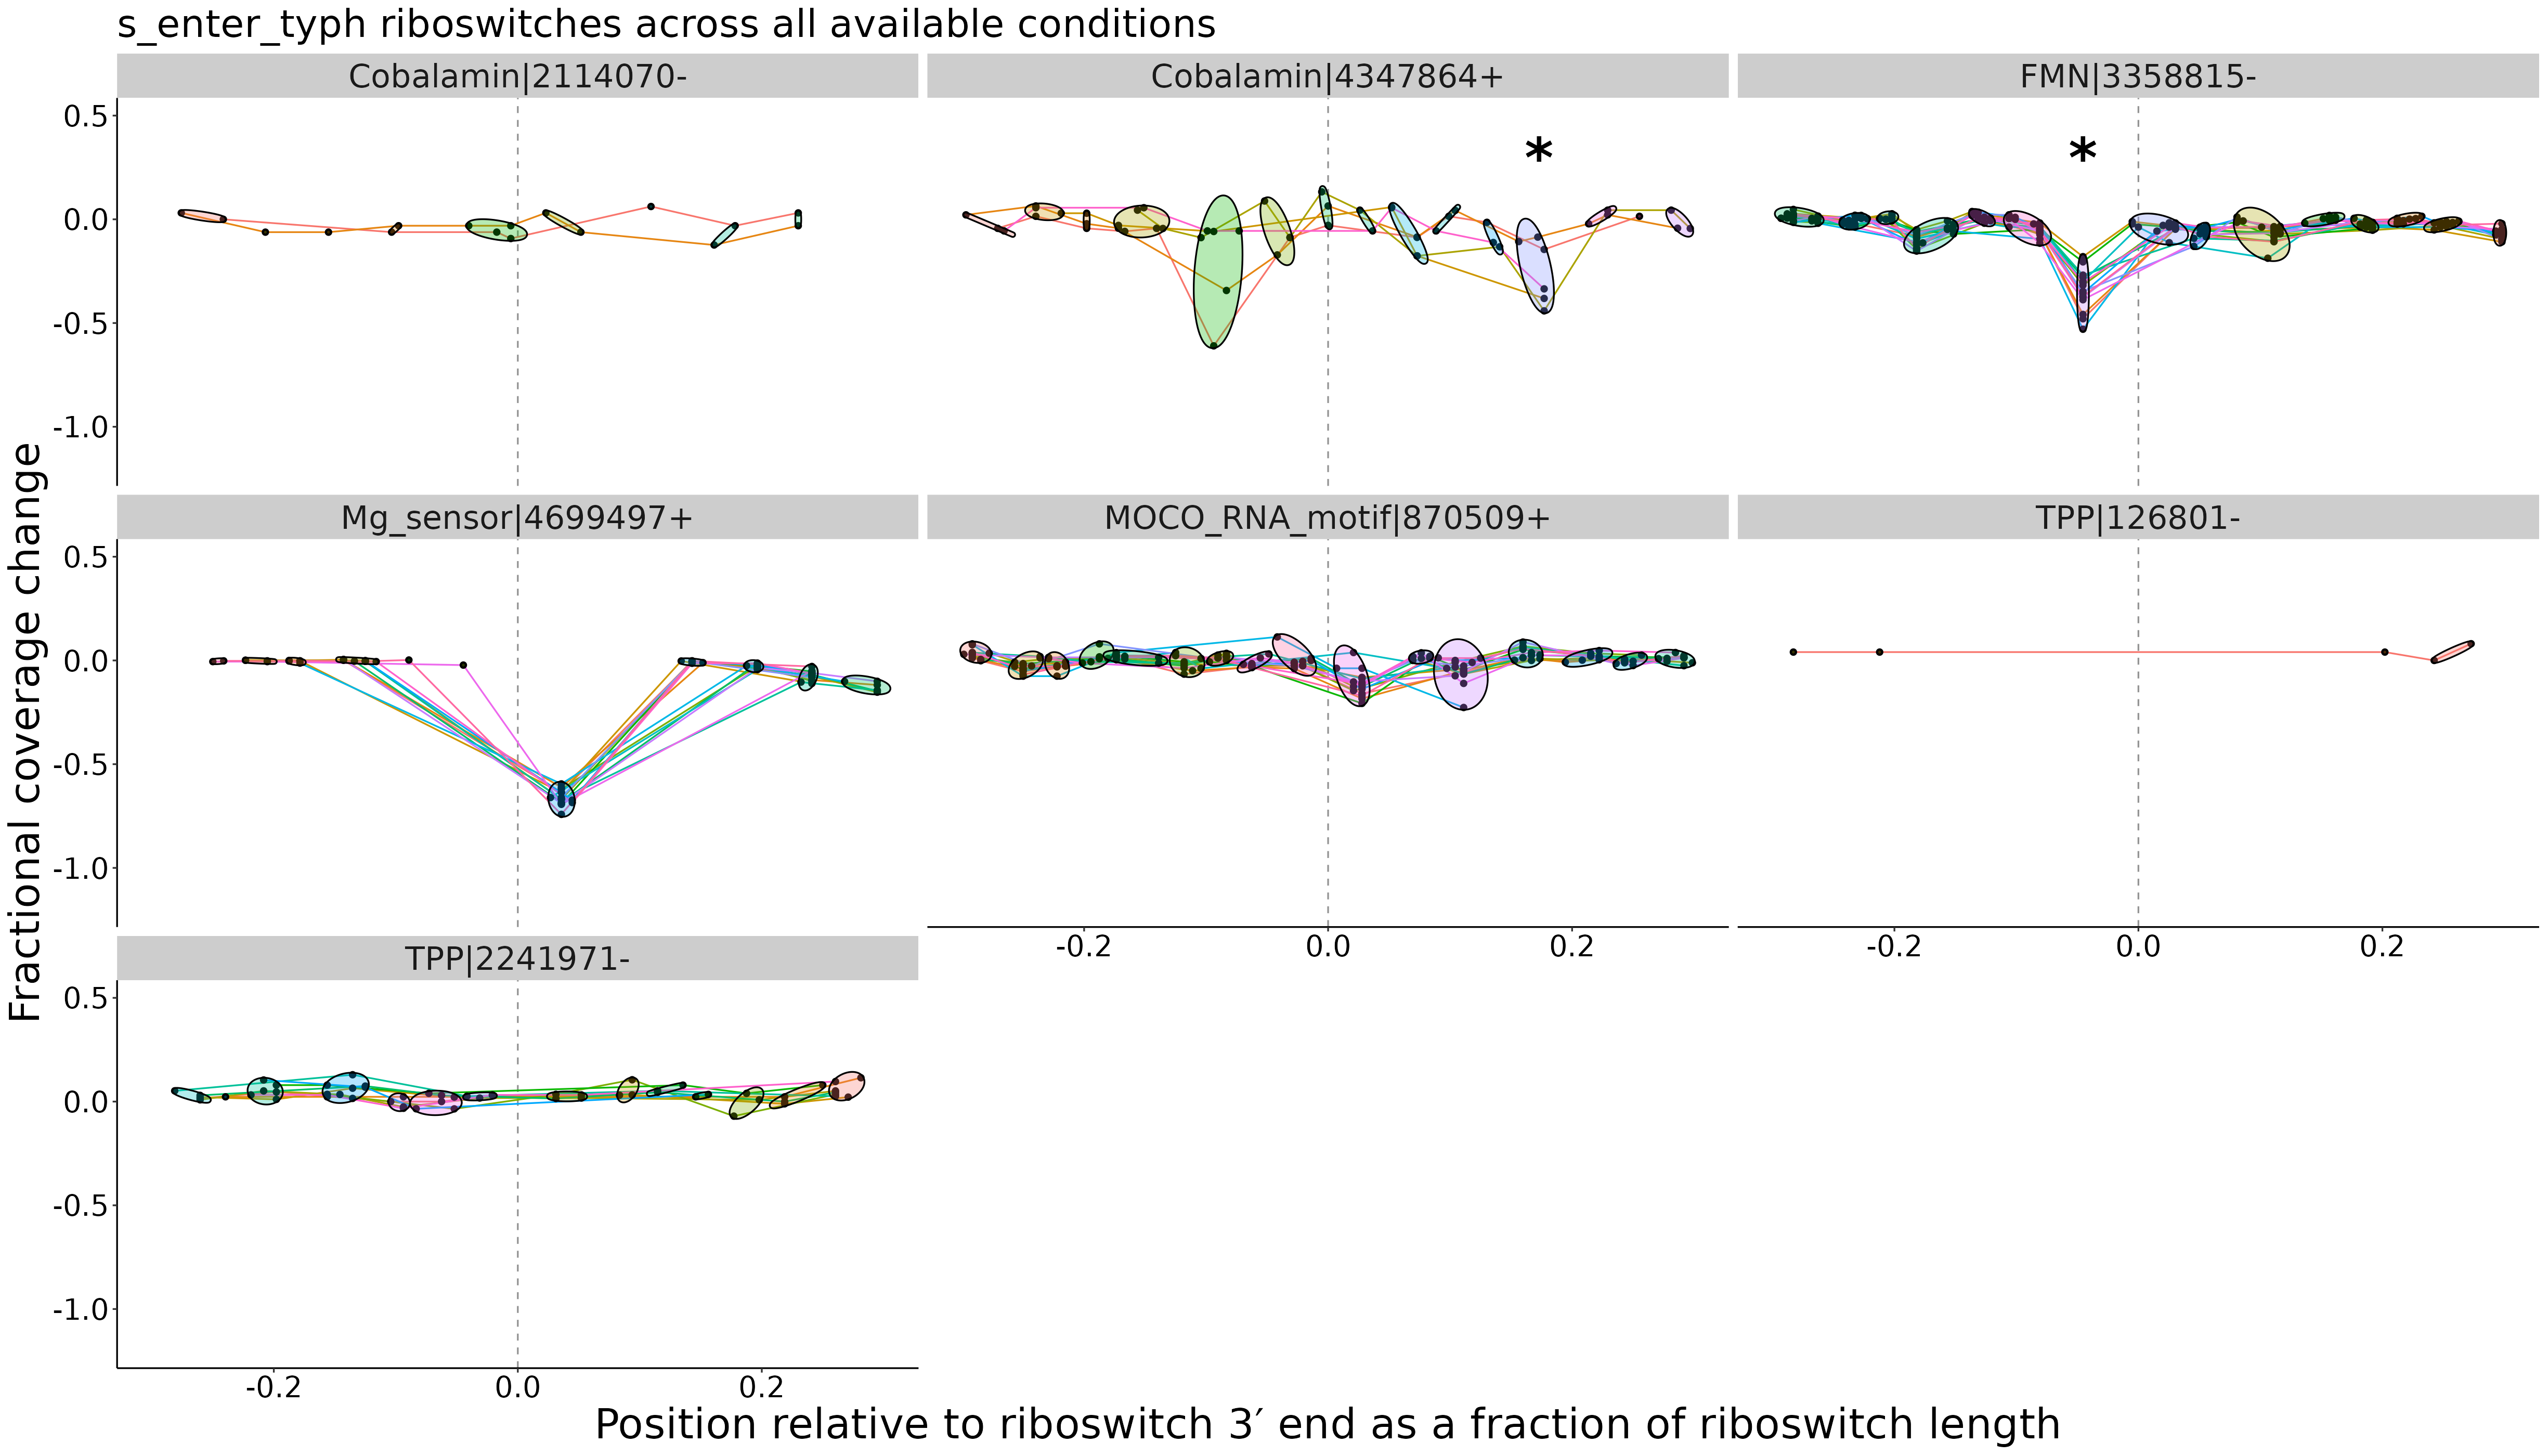 s_enter_typh riboswitches across all available conditions
Cobalamin|2114070-
Cobalamin|4347864+
FMN|3358815-
0.5
0.0
-0.5
-1.0
*
*
Mg_sensor|4699497+
MOCO_RNA_motif|870509+
TPP|126801-
0.5
0.0
-0.5
-1.0
-0.2 0.0 0.2
-0.2 0.0 0.2
TPP|2241971-
0.5
0.0
-0.5
-1.0
-0.2 0.0 0.2
Fractional coverage change
Position relative to riboswitch 3′ end as a fraction of riboswitch length